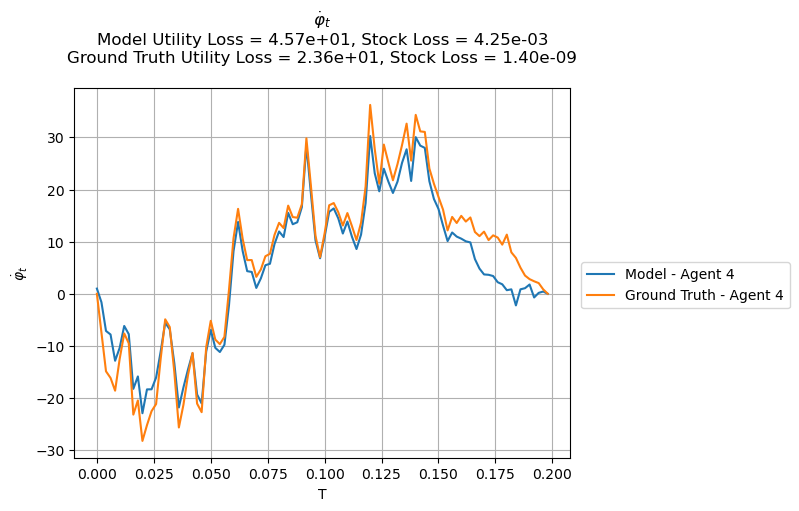 φ̇ₜ
Model Utility Loss = 4.57e+01, Stock Loss = 4.25e-03
Ground Truth Utility Loss = 2.36e+01, Stock Loss = 1.40e-09
φ̇ₜ
30
20
10
0
−10
−20
−30
0.000 0.025 0.050 0.075 0.100 0.125 0.150 0.175 0.200
T
Model - Agent 4
Ground Truth - Agent 4